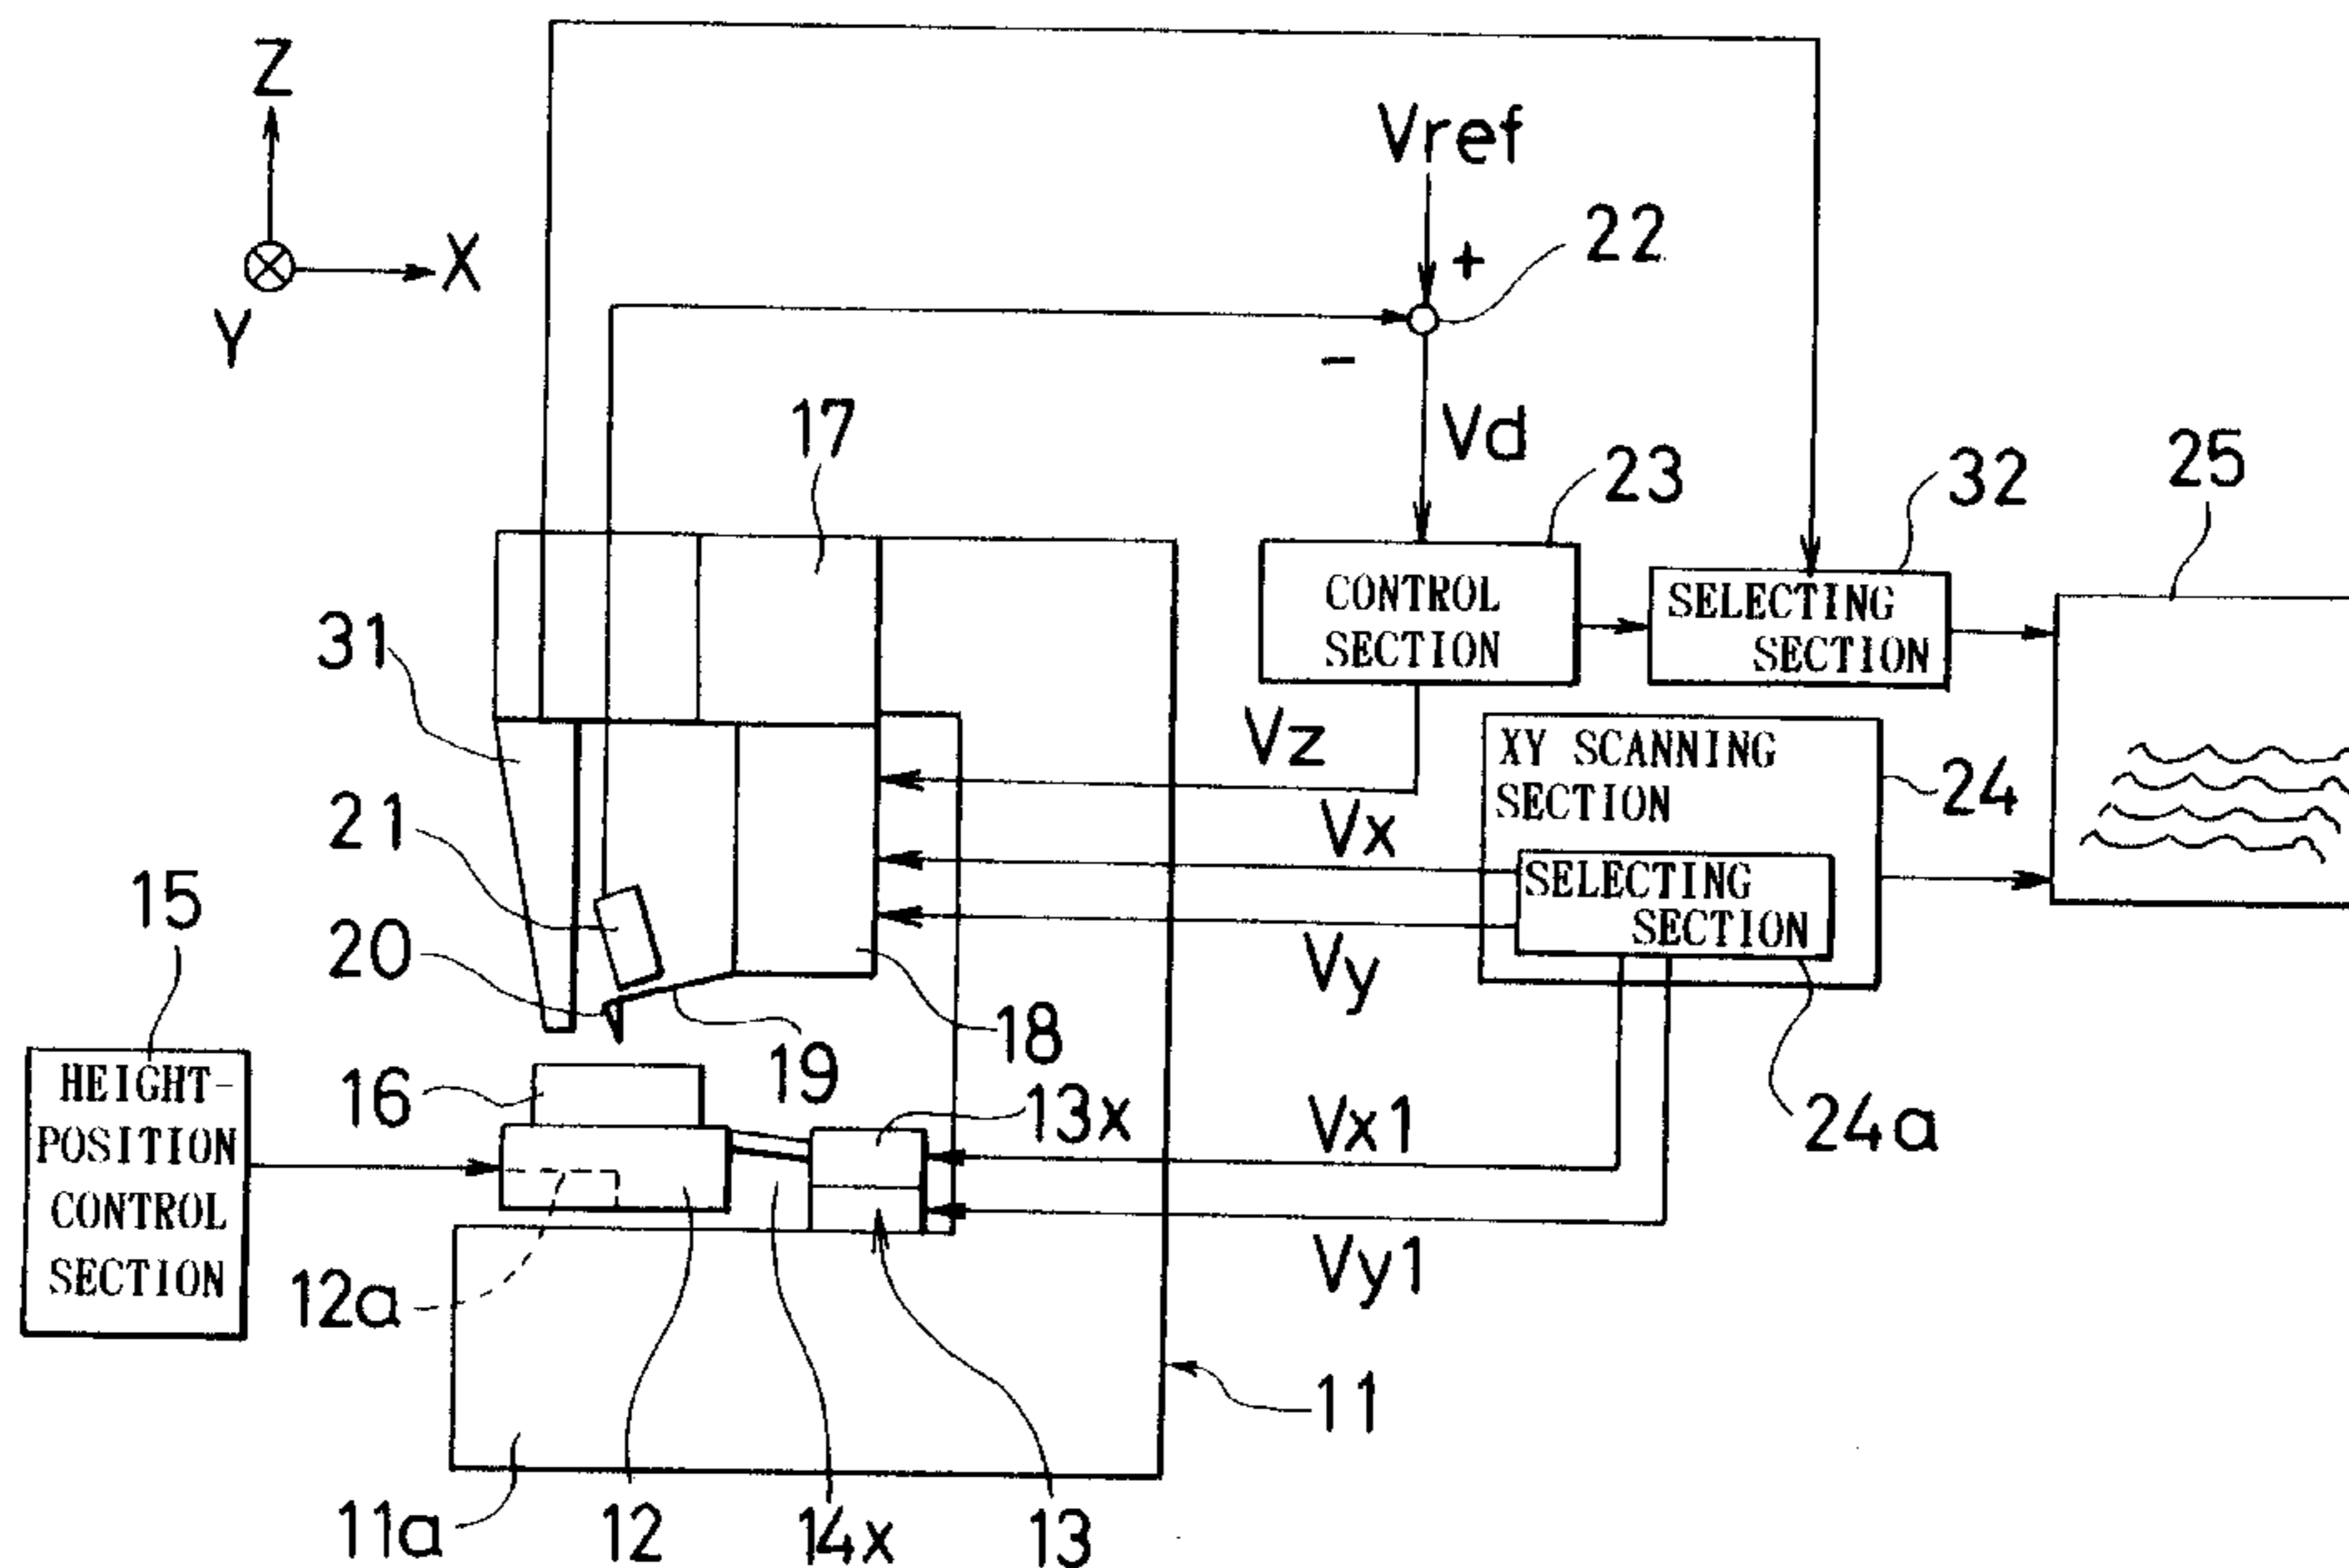 Z
X
Y
Vref
+
22
-
Vd
17
23
32
25
CONTROL
SECTION
SELECTING
SECTION
31
Vz
XY SCANNING
SECTION
24
Vx
21
SELECTING
SECTION
15
20
Vy
18
19
HEIGHT-
POSITION
CONTROL
SECTION
16
13x
Vx1
24a
12a
Vy1
11
11a
12
14x
13